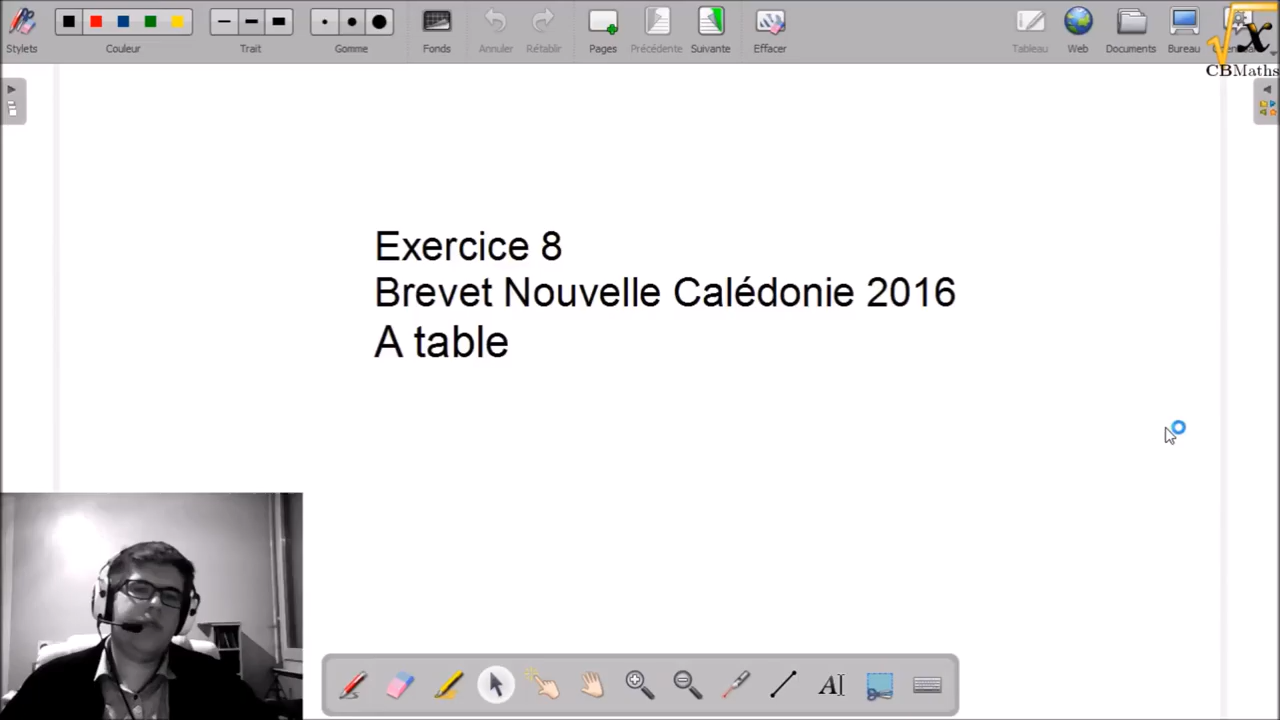 Stylets
Couleur
Trait
Gomme
Fonds
Annuler
Rétablir
Pages
Précédente
Suivante
Effacer
Tableau
Web
Documents
Bureau
CBMaths
Exercice 8
Brevet Nouvelle Calédonie 2016
A table